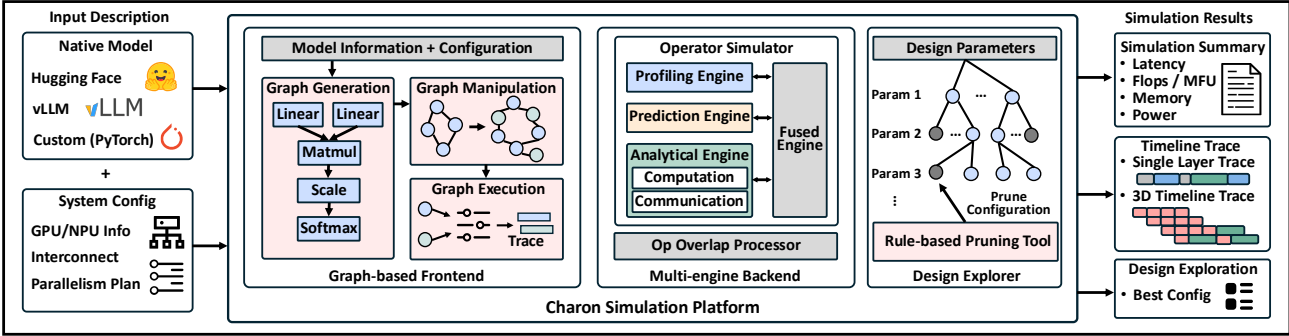 Input Description
Native Model
Hugging Face
vLLM
vLLM
Custom (PyTorch)
+
System Config
GPU/NPU Info
Interconnect
Parallelism Plan
Model Information + Configuration
Graph Generation
Linear
Linear
Matmul
Scale
Softmax
Graph Manipulation
Graph Execution
Trace
Graph-based Frontend
Operator Simulator
Profiling Engine
Prediction Engine
Analytical Engine
Computation
Communication
Fused
Engine
Op Overlap Processor
Multi-engine Backend
Design Parameters
Param 1
...
Param 2
...
...
Param 3
⋮
Prune
Configuration
Rule-based Pruning Tool
Design Explorer
Charon Simulation Platform
Simulation Results
Simulation Summary
• Latency
• Flops / MFU
• Memory
• Power
Timeline Trace
• Single Layer Trace
• 3D Timeline Trace
Design Exploration
• Best Config